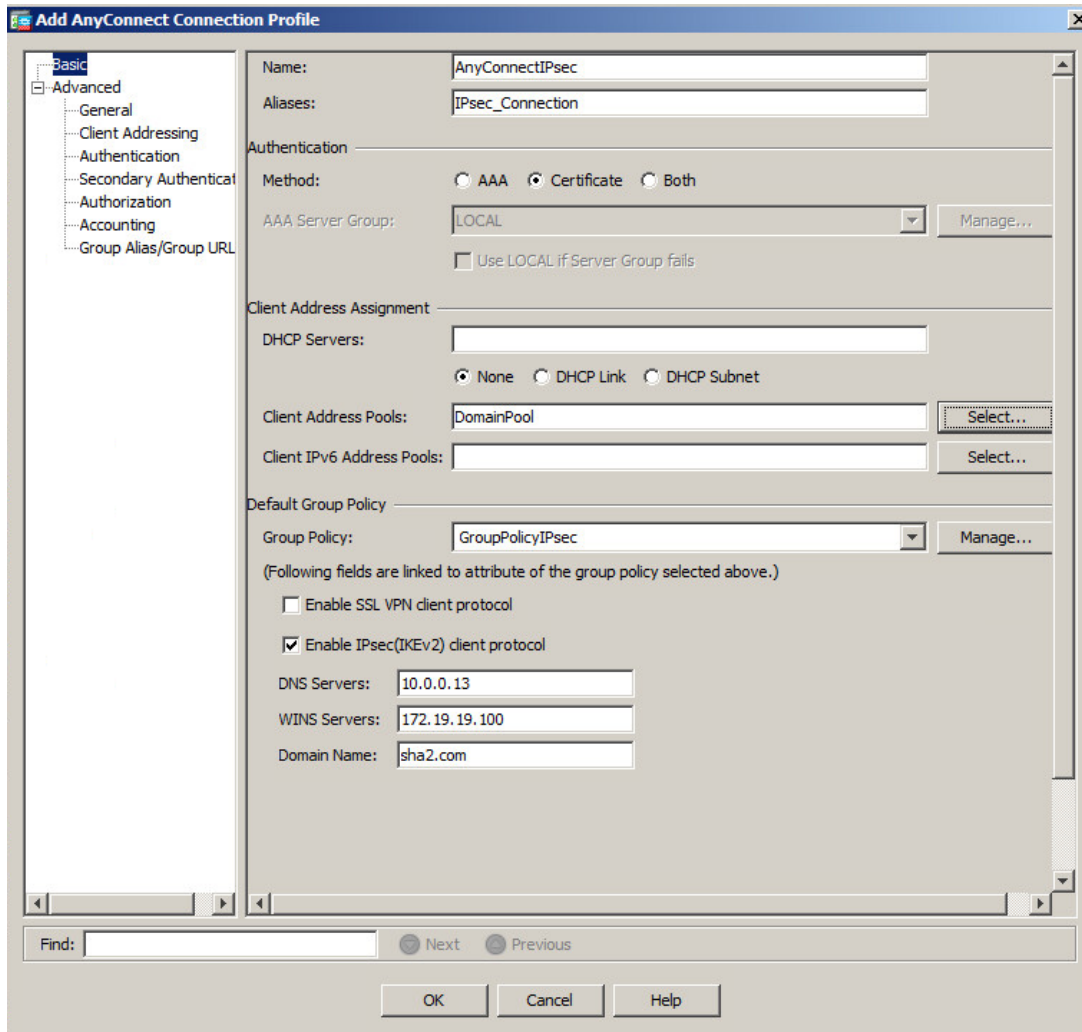 Add AnyConnect Connection Profile
Basic
Advanced
General
Client Addressing
Authentication
Secondary Authenticat
Authorization
Accounting
Group Alias/Group URL
Name: AnyConnectIPsec
Aliases: IPsec_Connection
Authentication
Method: AAA Certificate Both
AAA Server Group: LOCAL Manage...
Use LOCAL if Server Group fails
Client Address Assignment
DHCP Servers:
None DHCP Link DHCP Subnet
Client Address Pools: DomainPool Select...
Client IPv6 Address Pools: Select...
Default Group Policy
Group Policy: GroupPolicyIPsec Manage...
(Following fields are linked to attribute of the group policy selected above.)
Enable SSL VPN client protocol
Enable IPsec(IKEv2) client protocol
DNS Servers: 10.0.0.13
WINS Servers: 172.19.19.100
Domain Name: sha2.com
Find: Next Previous
OK Cancel Help